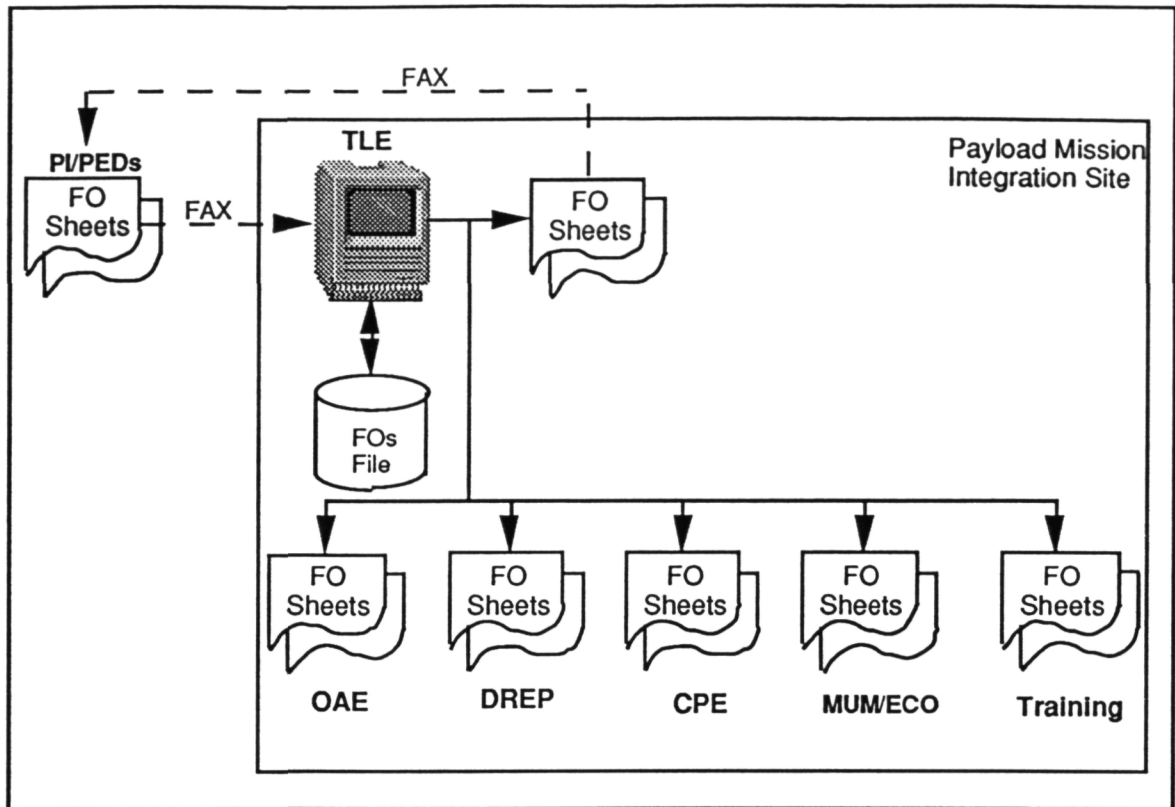 FAX
PI/PEDs
FO
Sheets
FAX
TLE
FO
Sheets
Payload Mission
Integration Site
FOs
File
FO
Sheets
FO
Sheets
FO
Sheets
FO
Sheets
FO
Sheets
OAE
DREP
CPE
MUM/ECO
Training